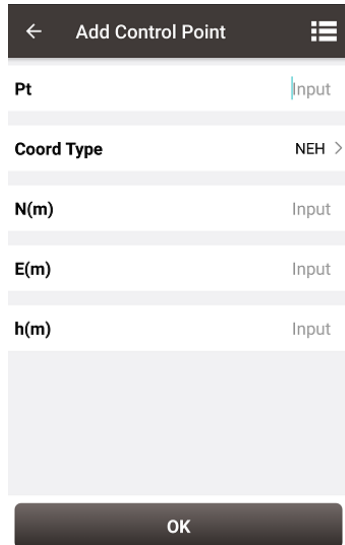 Add Control Point
Pt Input
Coord Type NEH >
N(m) Input
E(m) Input
h(m) Input
OK